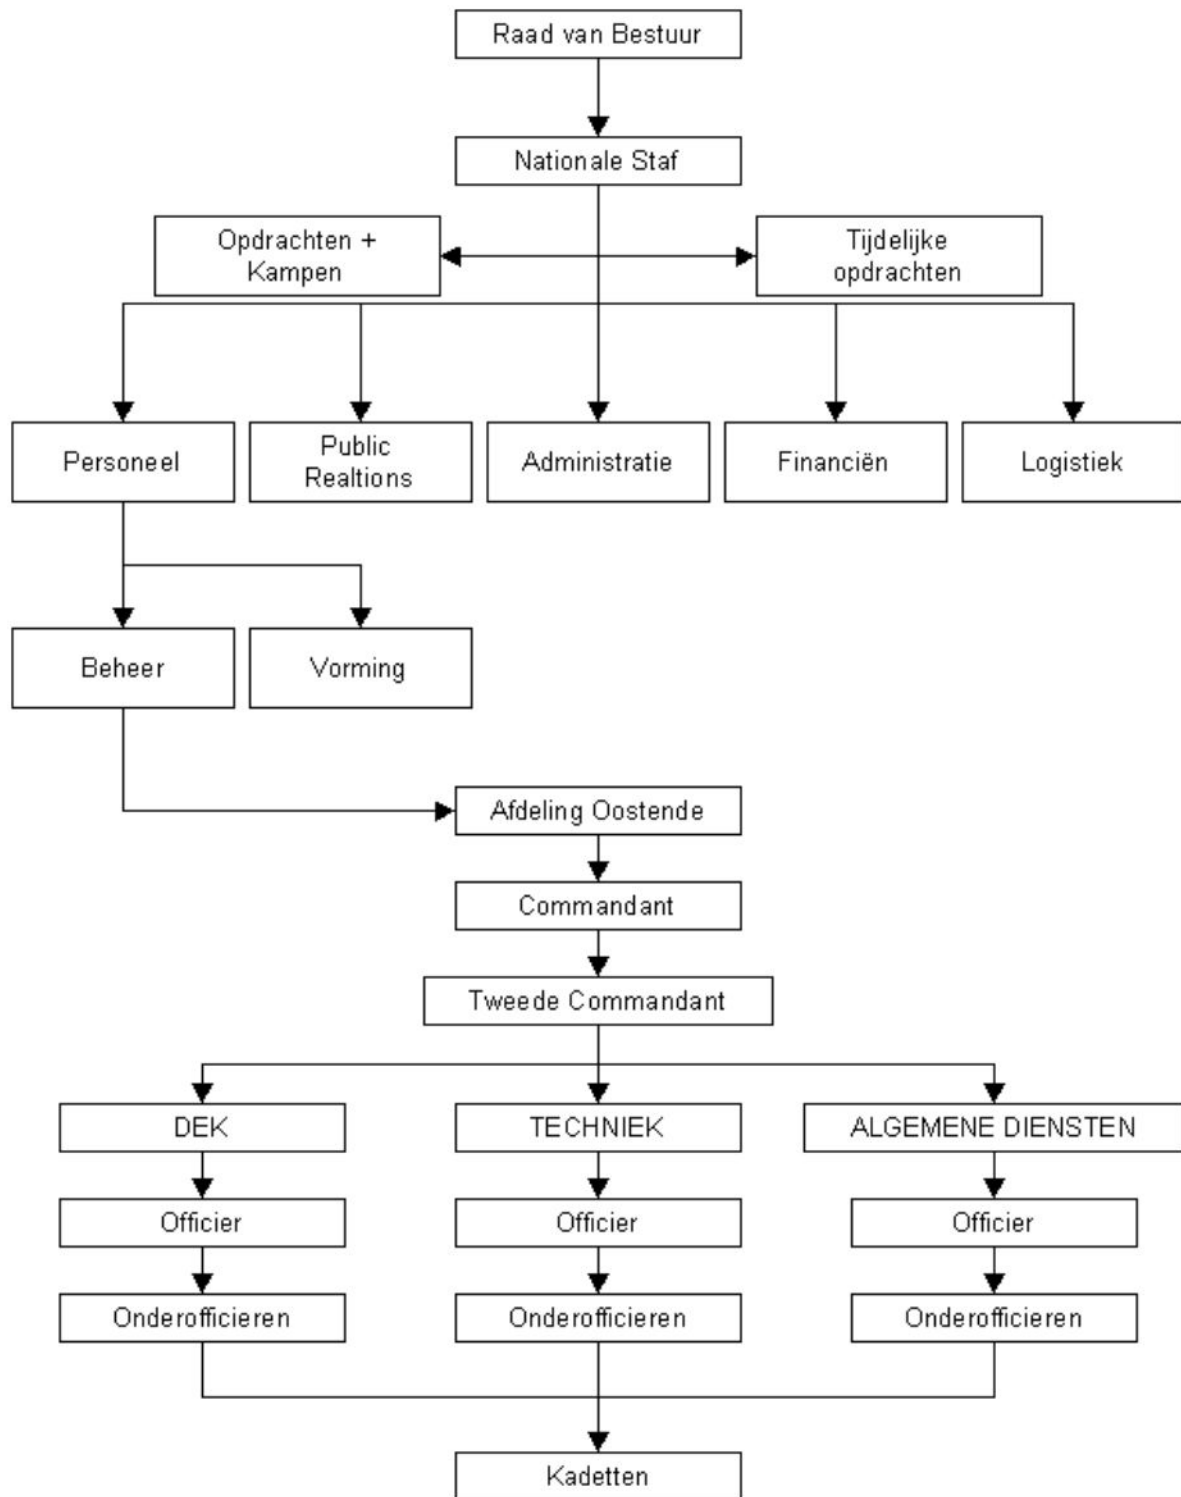 Raad van Bestuur
Nationale Staf
Opdrachten +
Kampen
Tijdelijke
opdrachten
Personeel
Public
Realtions
Administratie
Financiën
Logistiek
Beheer
Vorming
Afdeling Oostende
Commandant
Tweede Commandant
DEK
TECHNIEK
ALGEMENE DIENSTEN
Officier
Officier
Officier
Onderofficieren
Onderofficieren
Onderofficieren
Kadetten